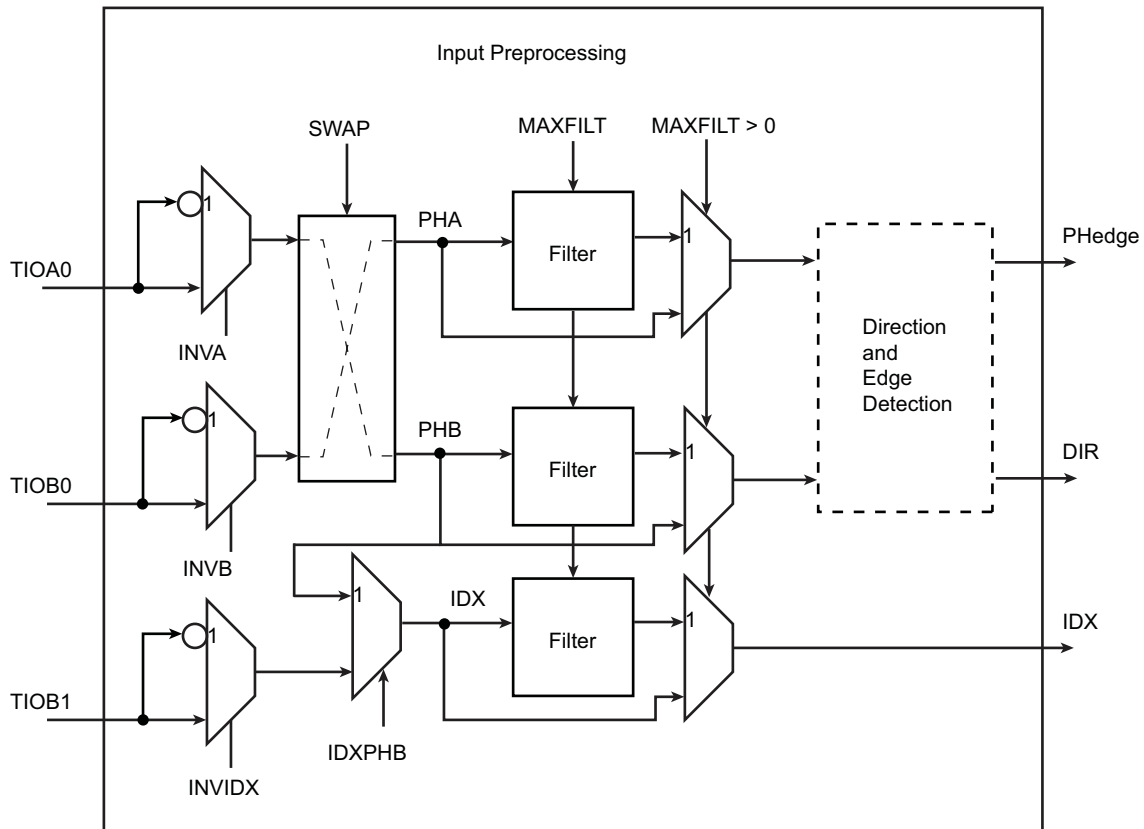 Input Preprocessing
SWAP
MAXFILT
MAXFILT > 0
1
PHA
Filter
1
PHedge
TIOA0
INVA
Direction
and
Edge
Detection
1
PHB
Filter
1
DIR
TIOB0
INVB
1
IDX
Filter
1
IDX
1
TIOB1
IDXPHB
INVIDX